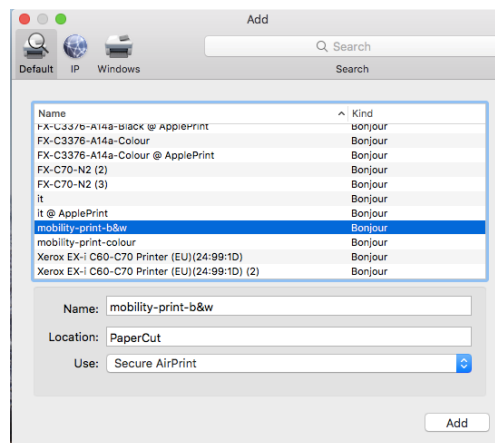 Add
Search
Default IP Windows Search
Name Kind
FX-C3376-A14a-Black @ ApplePrint Bonjour
FX-C3376-A14a-Colour Bonjour
FX-C3376-A14a-Colour @ ApplePrint Bonjour
FX-C70-N2 (2) Bonjour
FX-C70-N2 (3) Bonjour
it Bonjour
it @ ApplePrint Bonjour
mobility-print-b&w Bonjour
mobility-print-colour Bonjour
Xerox EX-i C60-C70 Printer (EU)(24:99:1D) Bonjour
Xerox EX-i C60-C70 Printer (EU)(24:99:1D) (2) Bonjour
Name: mobility-print-b&w
Location: PaperCut
Use: Secure AirPrint
Add